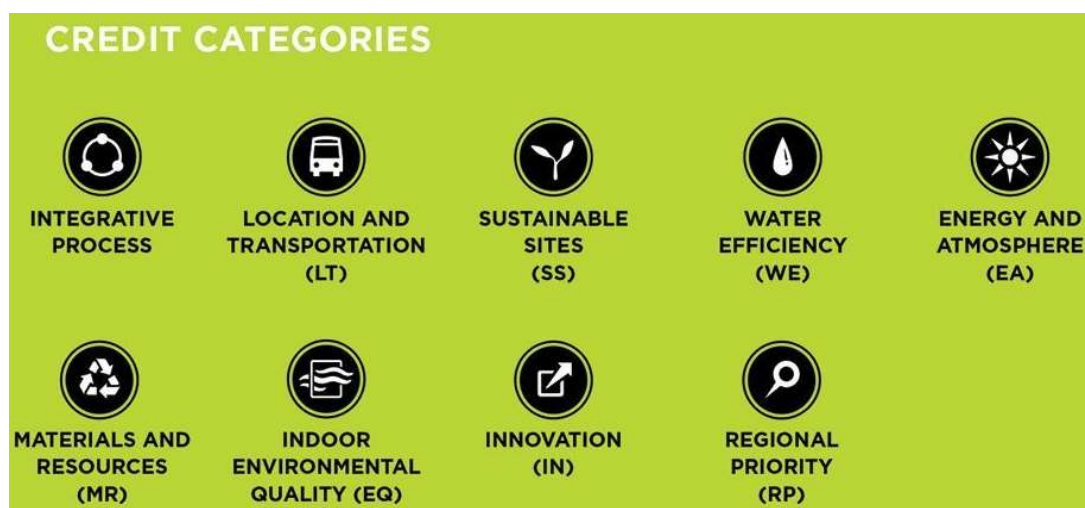 CREDIT CATEGORIES
INTEGRATIVE
PROCESS
LOCATION AND
TRANSPORTATION
(LT)
SUSTAINABLE
SITES
(SS)
WATER
EFFICIENCY
(WE)
ENERGY AND
ATMOSPHERE
(EA)
MATERIALS AND
RESOURCES
(MR)
INDOOR
ENVIRONMENTAL
QUALITY (EQ)
INNOVATION
(IN)
REGIONAL
PRIORITY
(RP)